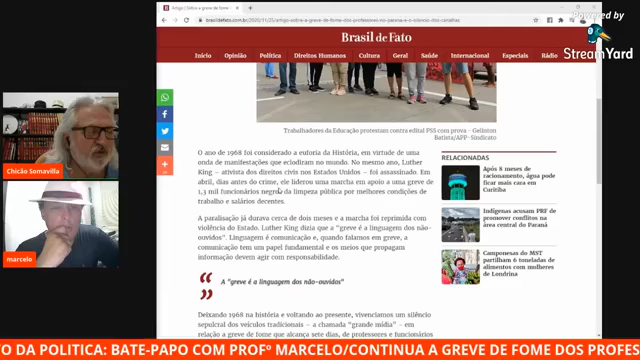 Artigo | Sobre a greve de fome do
brasildefato.com.br/2020/11/25/artigo-sobre-a-greve-de-fome-dos-professores-no-parana-e-o-silencio-dos-canalhas
Powered by
StreamYard
Brasil de Fato
Início Opinião Política Direitos Humanos Cultura Geral Saúde Internacional Especiais Rádio
Trabalhadores da Educação protestam contra edital PSS com prova - Gelinton
Batista/APP-Sindicato
O ano de 1968 foi considerado a euforia da História, em virtude de uma
onda de manifestações que eclodiram no mundo. No mesmo ano, Luther
King – ativista dos direitos civis nos Estados Unidos – foi assassinado. Em
abril, dias antes do crime, ele liderou uma marcha em apoio a uma greve de
1,3 mil funcionários negros da limpeza pública por melhores condições de
trabalho e salários decentes.
A paralisação já durava cerca de dois meses e a marcha foi reprimida com
violência do Estado. Luther King dizia que a “greve é a linguagem dos não-
ouvidos”. Linguagem é comunicação e, quando falamos em greve, a
comunicação tem um papel fundamental e os meios que propagam
informação devem agir com responsabilidade.
“ A “greve é a linguagem dos não-ouvidos”
”
Deixando 1968 na história e voltando ao presente, vivenciamos um silêncio
sepulcral dos veículos tradicionais – a chamada “grande mídia” – em
relação a greve de fome que alcança sete dias, de professores e funcionários
RELACIONADAS
Após 8 meses de
racionamento, água pode
ficar mais cara em
Curitiba
Indígenas acusam PRF de
promover conflitos na
área central do Paraná
Camponesas do MST
partilham 6 toneladas de
alimentos com mulheres
de Londrina
Chicão Somavilla
marcelo
TO DA POLITICA: BATE-PAPO COM PROFº MARCELO/CONTINUA A GREVE DE FOME DOS PROFES